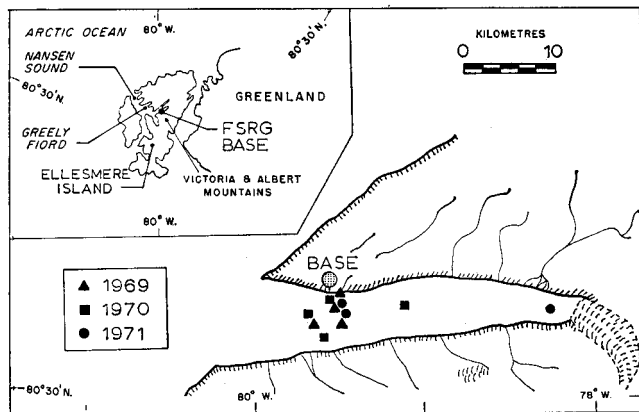 ARCTIC OCEAN
80° W.
80° 30' N.
NANSEN
SOUND
80° 30' N.
GREENLAND
GREELY
FIORD
FSRG
BASE
ELLESMERE
ISLAND
VICTORIA & ALBERT
MOUNTAINS
80° W.
KILOMETRES
0 10
BASE
1969
1970
1971
80° 30' N.
80° W.
78° W.